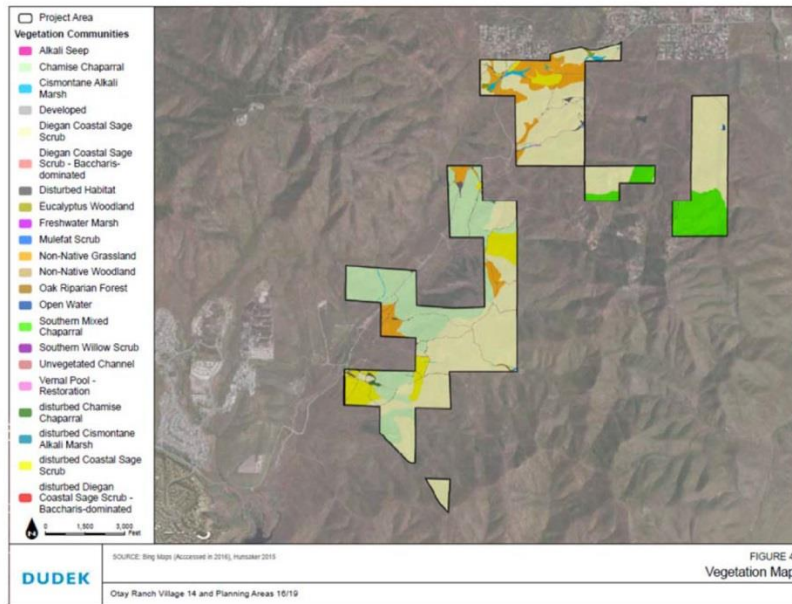 Project Area
Vegetation Communities
Alkali Seep
Chamise Chaparral
Cismontane Alkali
Marsh
Developed
Diegan Coastal Sage
Scrub
Diegan Coastal Sage
Scrub - Baccharis-
dominated
Disturbed Habitat
Eucalyptus Woodland
Freshwater Marsh
Mulefat Scrub
Non-Native Grassland
Non-Native Woodland
Oak Riparian Forest
Open Water
Southern Mixed
Chaparral
Southern Willow Scrub
Unvegetated Channel
Vernal Pool -
Restoration
disturbed Chamise
Chaparral
disturbed Cismontane
Alkali Marsh
disturbed Coastal Sage
Scrub
disturbed Diegan
Coastal Sage Scrub -
Baccharis-dominated
N
0 1,500 3,000
Feet
DUDEK
SOURCE: Bing Maps (Accessed in 2016), Hunsaker 2015
FIGURE 4
Vegetation Map
Otay Ranch Village 14 and Planning Areas 16/19